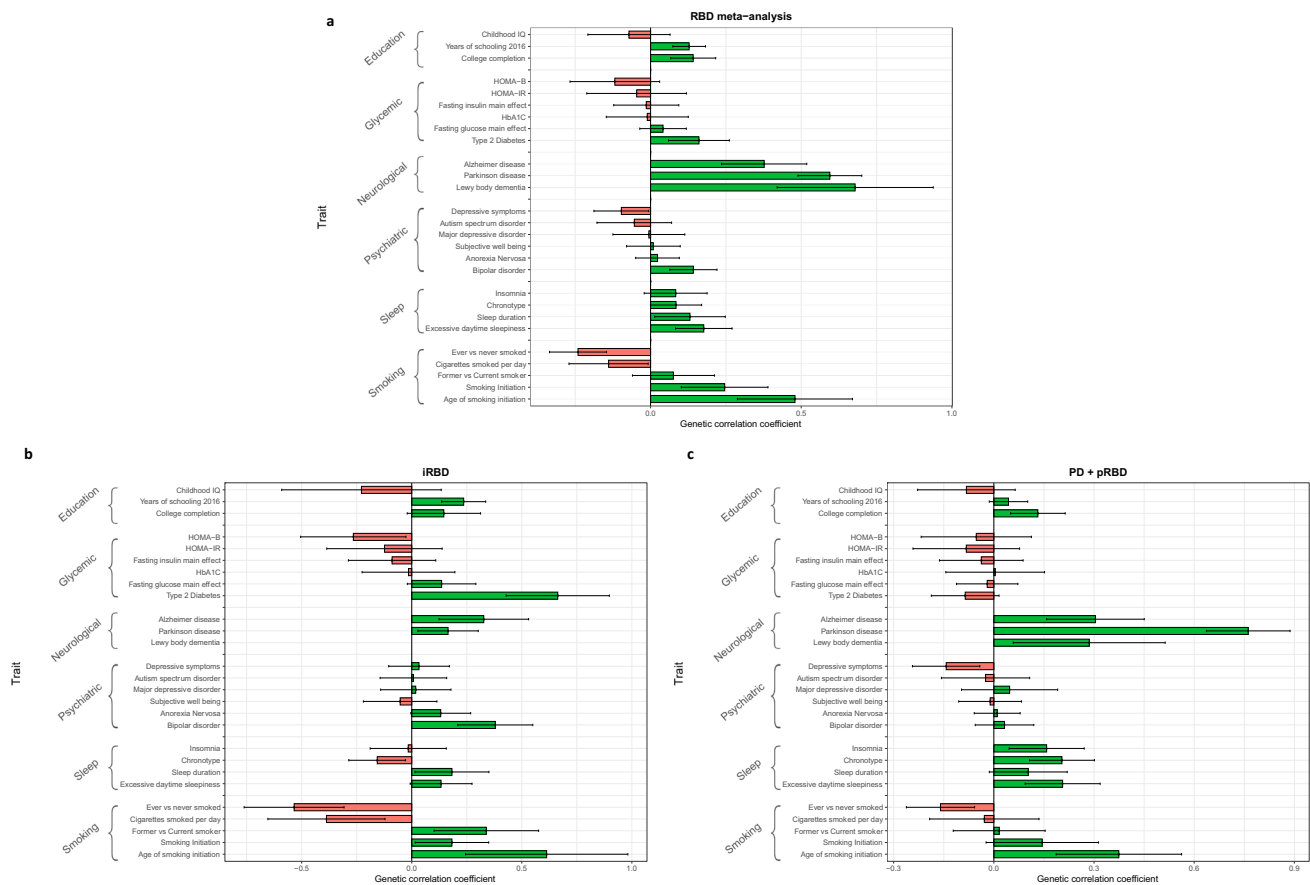 a
RBD meta−analysis
Trait
Education
Childhood IQ
Years of schooling 2016
College completion
Glycemic
HOMA−B
HOMA−IR
Fasting insulin main effect
HbA1C
Fasting glucose main effect
Type 2 Diabetes
Neurological
Alzheimer disease
Parkinson disease
Lewy body dementia
Psychiatric
Depressive symptoms
Autism spectrum disorder
Major depressive disorder
Subjective well being
Anorexia Nervosa
Bipolar disorder
Sleep
Insomnia
Chronotype
Sleep duration
Excessive daytime sleepiness
Smoking
Ever vs never smoked
Cigarettes smoked per day
Former vs Current smoker
Smoking Initiation
Age of smoking initiation
0.0 0.5 1.0
Genetic correlation coefficient
b
iRBD
Trait
Education
Childhood IQ
Years of schooling 2016
College completion
Glycemic
HOMA−B
HOMA−IR
Fasting insulin main effect
HbA1C
Fasting glucose main effect
Type 2 Diabetes
Neurological
Alzheimer disease
Parkinson disease
Lewy body dementia
Psychiatric
Depressive symptoms
Autism spectrum disorder
Major depressive disorder
Subjective well being
Anorexia Nervosa
Bipolar disorder
Sleep
Insomnia
Chronotype
Sleep duration
Excessive daytime sleepiness
Smoking
Ever vs never smoked
Cigarettes smoked per day
Former vs Current smoker
Smoking Initiation
Age of smoking initiation
−0.5 0.0 0.5 1.0
Genetic correlation coefficient
c
PD + pRBD
Trait
Education
Childhood IQ
Years of schooling 2016
College completion
Glycemic
HOMA−B
HOMA−IR
Fasting insulin main effect
HbA1C
Fasting glucose main effect
Type 2 Diabetes
Neurological
Alzheimer disease
Parkinson disease
Lewy body dementia
Psychiatric
Depressive symptoms
Autism spectrum disorder
Major depressive disorder
Subjective well being
Anorexia Nervosa
Bipolar disorder
Sleep
Insomnia
Chronotype
Sleep duration
Excessive daytime sleepiness
Smoking
Ever vs never smoked
Cigarettes smoked per day
Former vs Current smoker
Smoking Initiation
Age of smoking initiation
−0.3 0.0 0.3 0.6 0.9
Genetic correlation coefficient